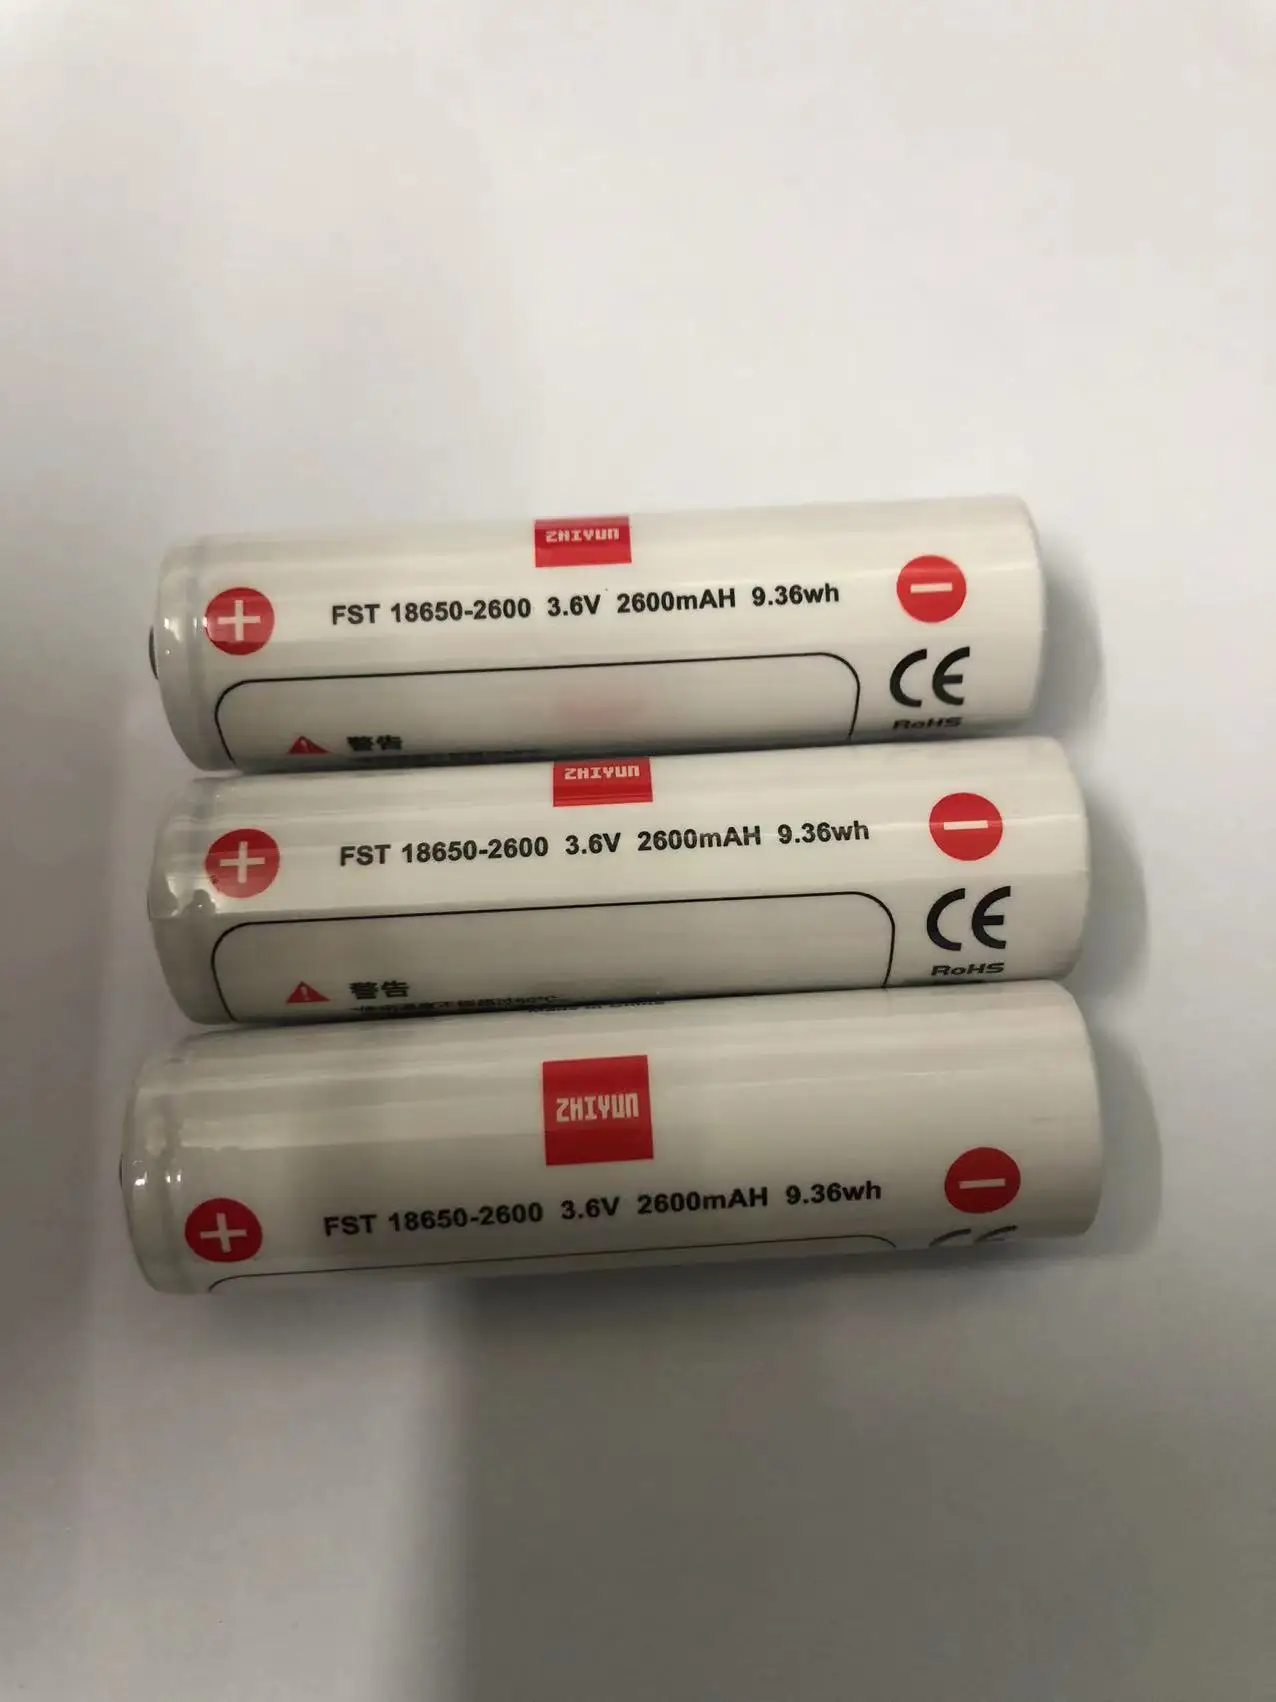 ZHIYUN
+
FST 18650-2600 3.6V 2600mAH 9.36wh
−
CE
RoHS
警告
ZHIYUN
+
FST 18650-2600 3.6V 2600mAH 9.36wh
−
CE
RoHS
警告
ZHIYUN
+
FST 18650-2600 3.6V 2600mAH 9.36wh
−
CE